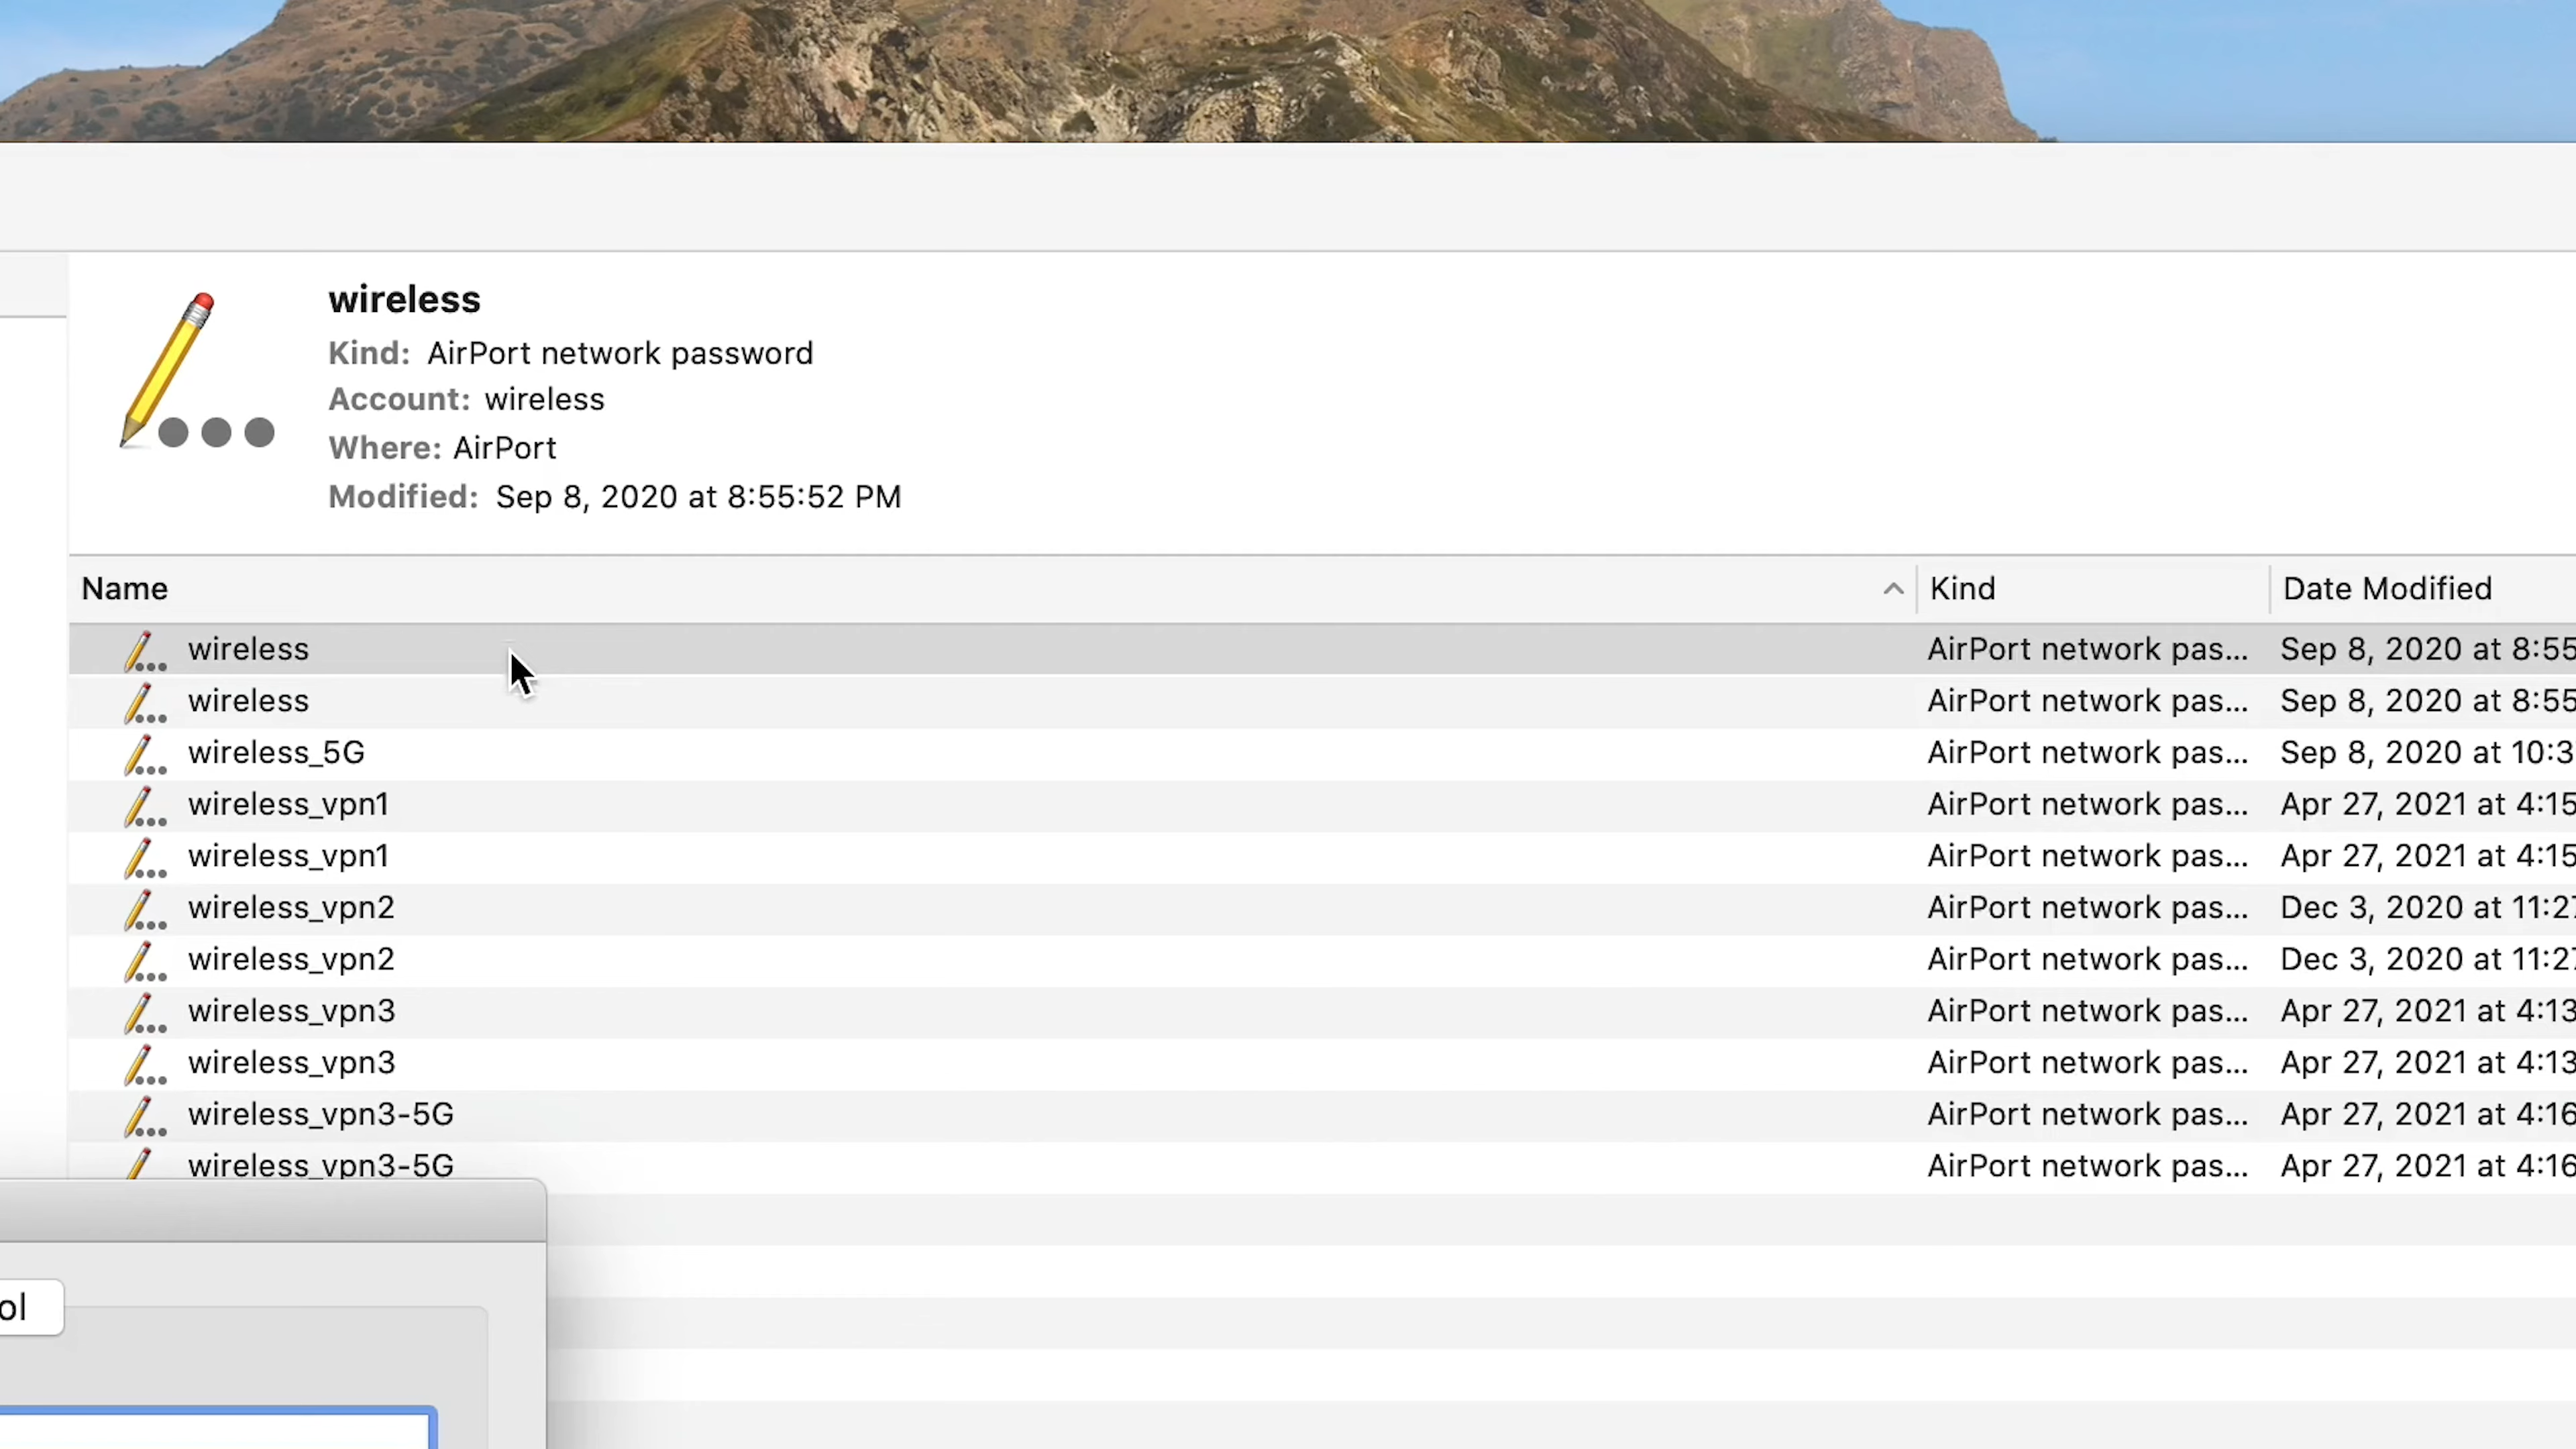 wireless
Kind: AirPort network password
Account: wireless
Where: AirPort
Modified: Sep 8, 2020 at 8:55:52 PM
Name Kind Date Modified
wireless AirPort network pas... Sep 8, 2020 at 8:55
wireless AirPort network pas... Sep 8, 2020 at 8:55
wireless_5G AirPort network pas... Sep 8, 2020 at 10:3
wireless_vpn1 AirPort network pas... Apr 27, 2021 at 4:15
wireless_vpn1 AirPort network pas... Apr 27, 2021 at 4:15
wireless_vpn2 AirPort network pas... Dec 3, 2020 at 11:27
wireless_vpn2 AirPort network pas... Dec 3, 2020 at 11:27
wireless_vpn3 AirPort network pas... Apr 27, 2021 at 4:13
wireless_vpn3 AirPort network pas... Apr 27, 2021 at 4:13
wireless_vpn3-5G AirPort network pas... Apr 27, 2021 at 4:16
wireless_vpn3-5G AirPort network pas... Apr 27, 2021 at 4:16
ol